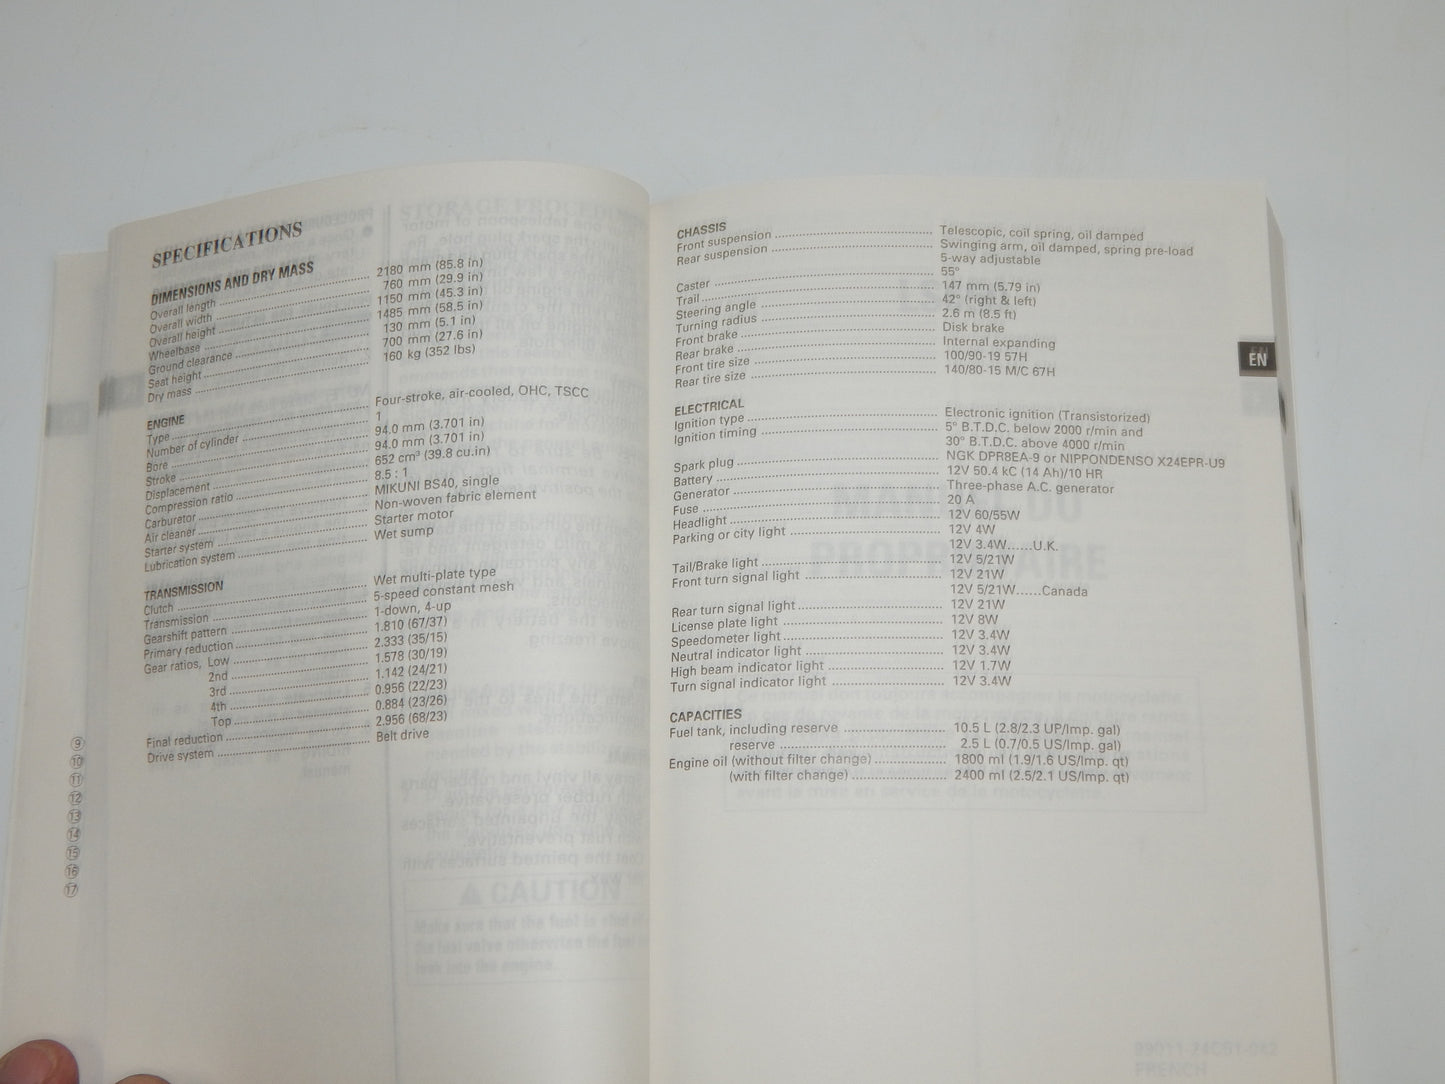 SPECIFICATIONS
DIMENSIONS AND DRY MASS
Overall length ........ 2180 mm (85.8 in)
Overall width ........ 760 mm (29.9 in)
Overall height ........ 1150 mm (45.3 in)
Wheelbase ........ 1485 mm (58.5 in)
Ground clearance ........ 130 mm (5.1 in)
Seat height ........ 700 mm (27.6 in)
Dry mass ........ 160 kg (352 lbs)
ENGINE
Type ........ Four-stroke, air-cooled, OHC, TSCC
Number of cylinder ........ 1
Bore ........ 94.0 mm (3.701 in)
Stroke ........ 94.0 mm (3.701 in)
Displacement ........ 652 cm³ (39.8 cu.in)
Compression ratio ........ 8.5 : 1
Carburetor ........ MIKUNI BS40, single
Air cleaner ........ Non-woven fabric element
Starter system ........ Starter motor
Lubrication system ........ Wet sump
TRANSMISSION
Clutch ........ Wet multi-plate type
Transmission ........ 5-speed constant mesh
Gearshift pattern ........ 1-down, 4-up
Primary reduction ........ 1.810 (67/37)
Gear ratios, Low ........ 2.333 (35/15)
2nd ........ 1.578 (30/19)
3rd ........ 1.142 (24/21)
4th ........ 0.956 (22/23)
Top ........ 0.884 (23/26)
Final reduction ........ 2.956 (68/23)
Drive system ........ Belt drive
⑨
⑩
⑪
⑫
⑬
⑭
⑮
⑯
⑰
CHASSIS
Front suspension ........ Telescopic, coil spring, oil damped
Rear suspension ........ Swinging arm, oil damped, spring pre-load
5-way adjustable
Caster ........ 55°
Trail ........ 147 mm (5.79 in)
Steering angle ........ 42° (right & left)
Turning radius ........ 2.6 m (8.5 ft)
Front brake ........ Disk brake
Rear brake ........ Internal expanding
Front tire size ........ 100/90-19 57H
Rear tire size ........ 140/80-15 M/C 67H
EN
ELECTRICAL
Ignition type ........ Electronic ignition (Transistorized)
Ignition timing ........ 5° B.T.D.C. below 2000 r/min and
30° B.T.D.C. above 4000 r/min
Spark plug ........ NGK DPR8EA-9 or NIPPONDENSO X24EPR-U9
Battery ........ 12V 50.4 kC (14 Ah)/10 HR
Generator ........ Three-phase A.C. generator
Fuse ........ 20 A
Headlight ........ 12V 60/55W
Parking or city light ........ 12V 4W
12V 3.4W......U.K.
Tail/Brake light ........ 12V 5/21W
Front turn signal light ........ 12V 21W
12V 5/21W......Canada
Rear turn signal light ........ 12V 21W
License plate light ........ 12V 8W
Speedometer light ........ 12V 3.4W
Neutral indicator light ........ 12V 3.4W
High beam indicator light ........ 12V 1.7W
Turn signal indicator light ........ 12V 3.4W
CAPACITIES
Fuel tank, including reserve ........ 10.5 L (2.8/2.3 UP/Imp. gal)
reserve ........ 2.5 L (0.7/0.5 US/Imp. gal)
Engine oil (without filter change) ........ 1800 ml (1.9/1.6 US/Imp. qt)
(with filter change) ........ 2400 ml (2.5/2.1 US/Imp. qt)